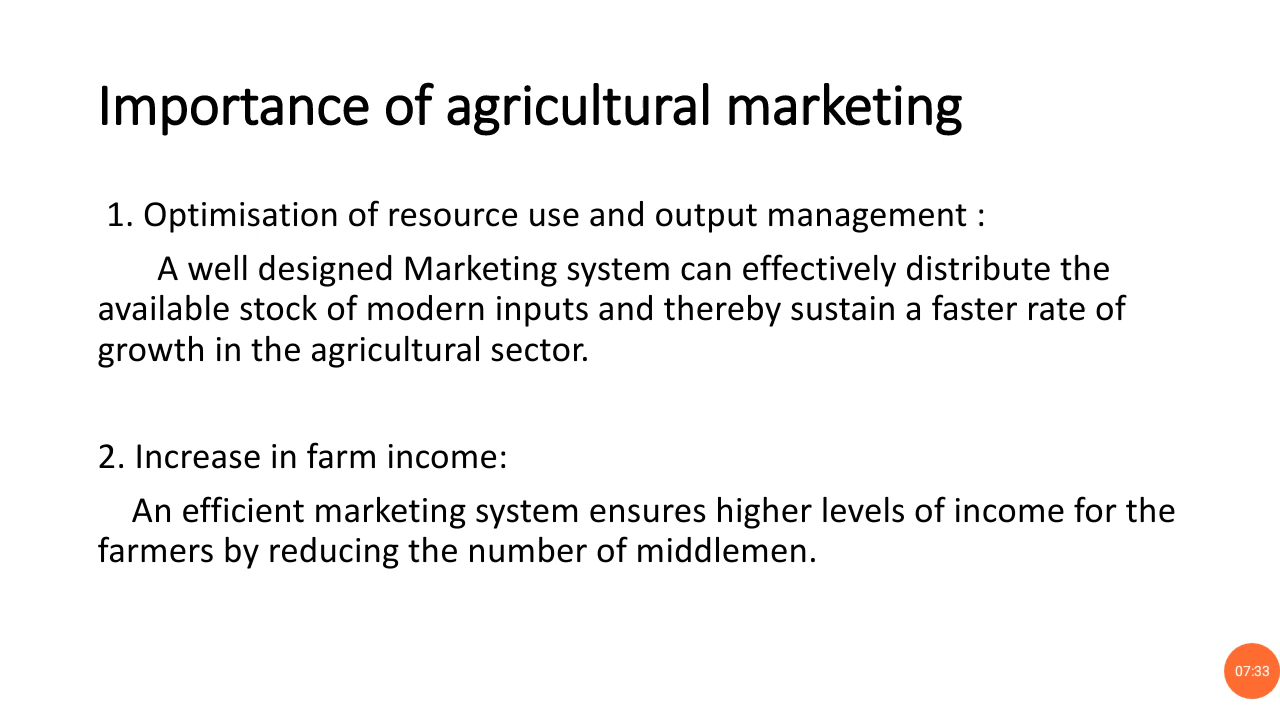 Importance of agricultural marketing
1. Optimisation of resource use and output management :
A well designed Marketing system can effectively distribute the
available stock of modern inputs and thereby sustain a faster rate of
growth in the agricultural sector.
2. Increase in farm income:
An efficient marketing system ensures higher levels of income for the
farmers by reducing the number of middlemen.
07:33